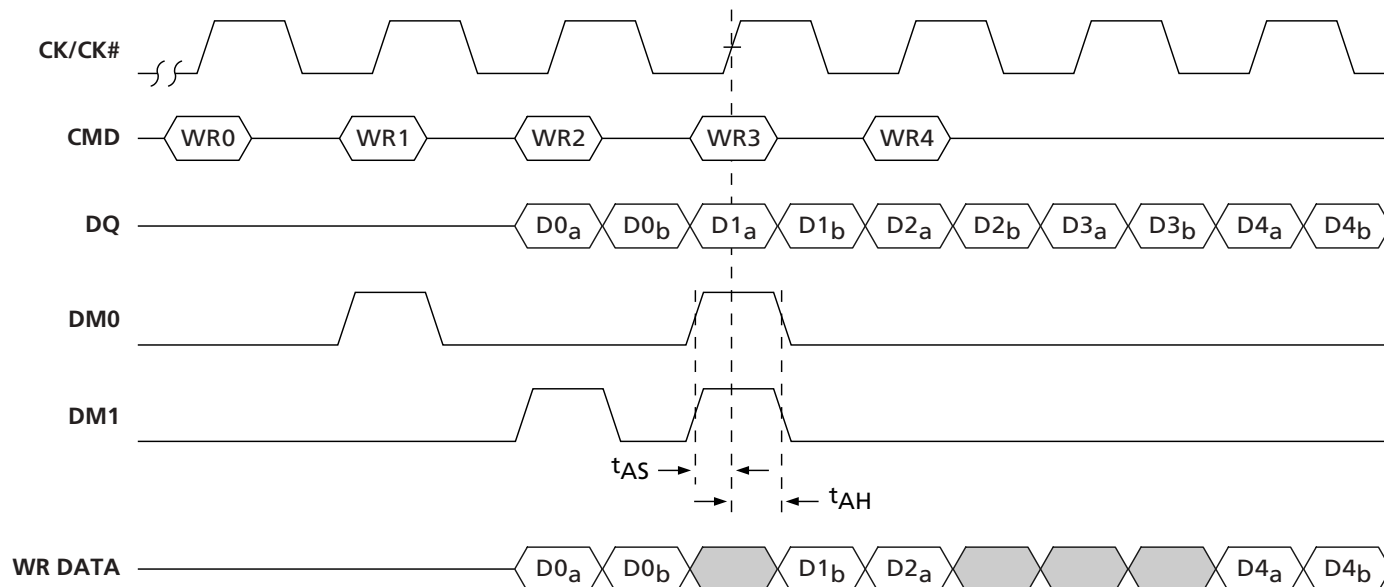 CK/CK#
CMD WR0 WR1 WR2 WR3 WR4
DQ D0a D0b D1a D1b D2a D2b D3a D3b D4a D4b
DM0
DM1
tAS
tAH
WR DATA D0a D0b D1b D2a D4a D4b